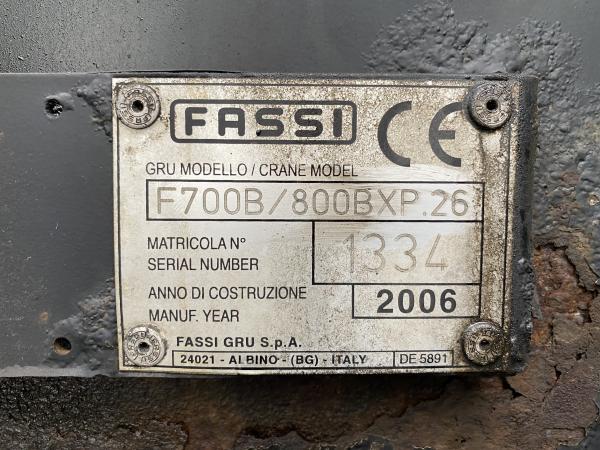 FASSI CE
GRU MODELLO / CRANE MODEL
F700B/800BXP.26
MATRICOLA N°
SERIAL NUMBER
1334
ANNO DI COSTRUZIONE
MANUF. YEAR
2006
FASSI GRU S.p.A.
24021 - ALBINO - (BG) - ITALY
DE 5891